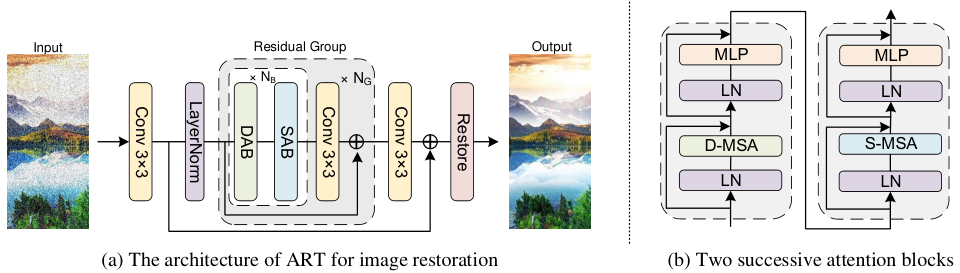 Input
Residual Group
Output
Conv 3×3
LayerNorm
× N_B
DAB
SAB
Conv 3×3
× N_G
Conv 3×3
Restore
(a) The architecture of ART for image restoration
MLP
LN
D-MSA
LN
MLP
LN
S-MSA
LN
(b) Two successive attention blocks